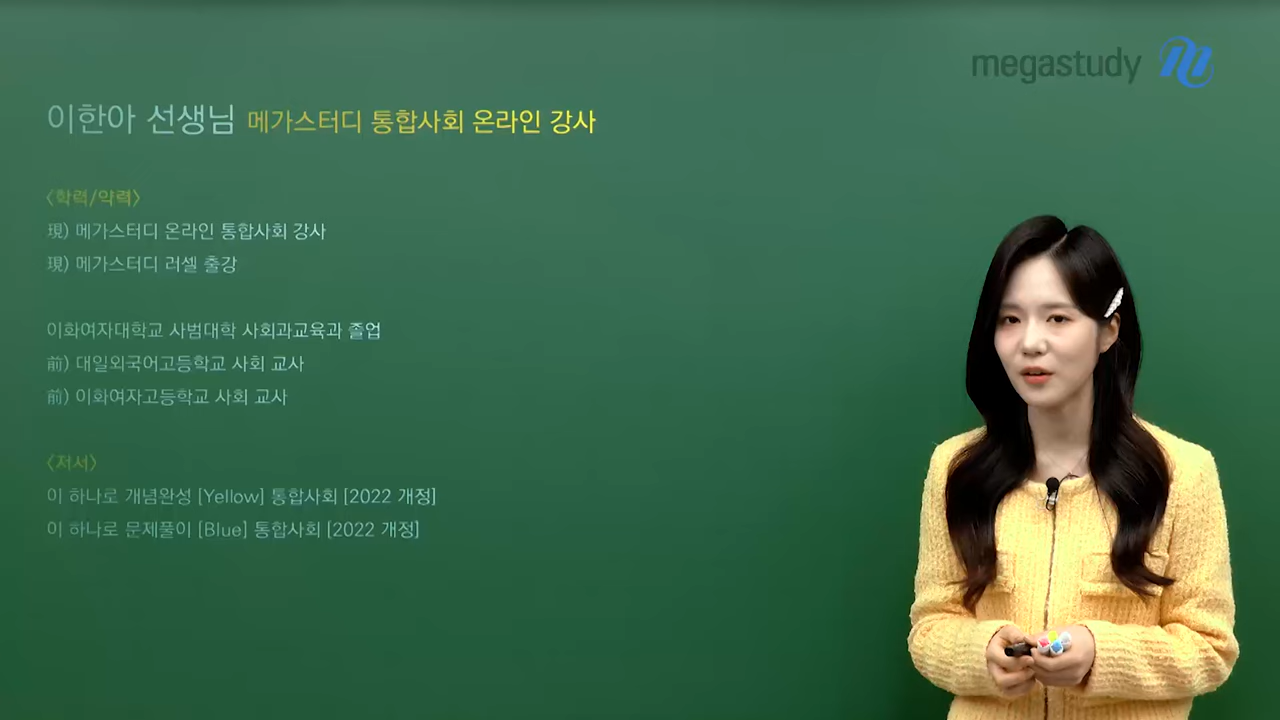 megastudy
이한아 선생님 메가스터디 통합사회 온라인 강사
<학력/약력>
現) 메가스터디 온라인 통합사회 강사
現) 메가스터디 러셀 출강
이화여자대학교 사범대학 사회과교육과 졸업
前) 대일외국어고등학교 사회 교사
前) 이화여자고등학교 사회 교사
<저서>
이 하나로 개념완성 [Yellow] 통합사회 [2022 개정]
이 하나로 문제풀이 [Blue] 통합사회 [2022 개정]